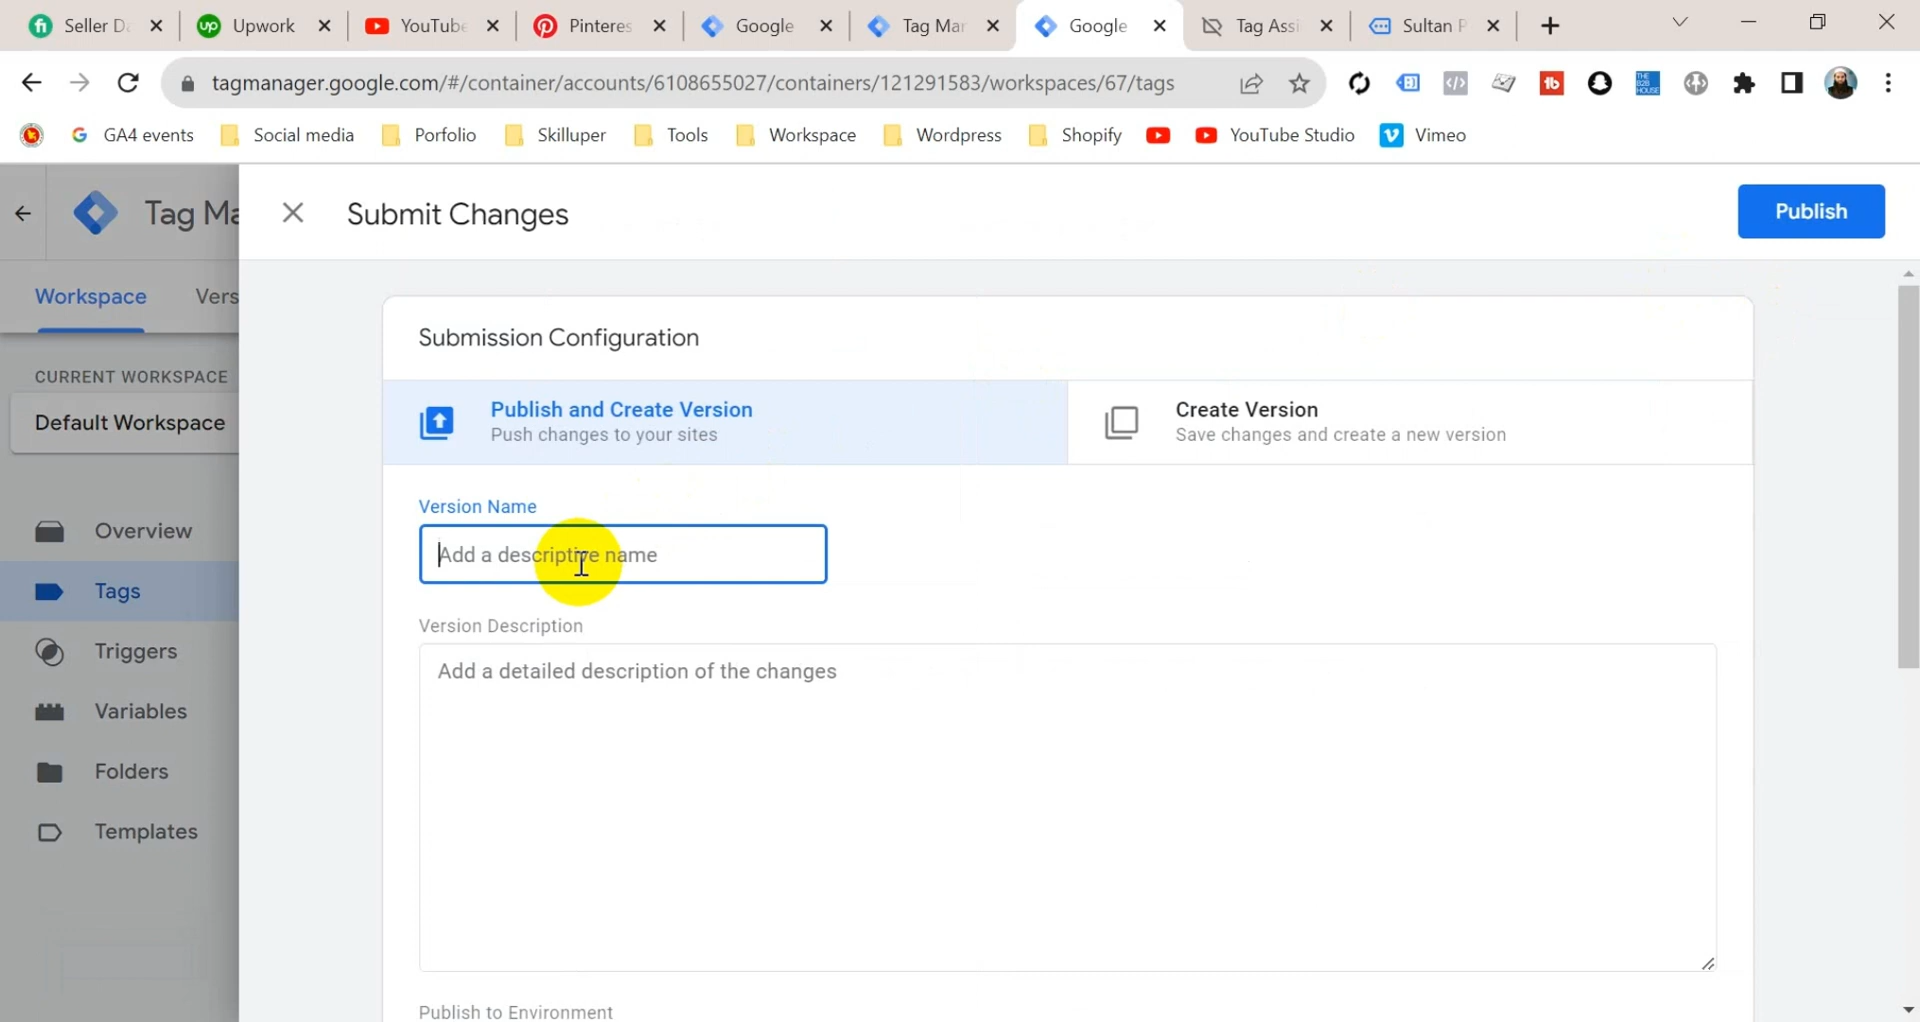 Seller D
Upwork
YouTube
Pinteres
Google
Tag Mar
Google
Tag Assi
Sultan P
tagmanager.google.com/#/container/accounts/6108655027/containers/121291583/workspaces/67/tags
GA4 events
Social media
Porfolio
Skilluper
Tools
Workspace
Wordpress
Shopify
YouTube Studio
Vimeo
Tag Ma
Submit Changes
Publish
Workspace
Vers
Submission Configuration
CURRENT WORKSPACE
Default Workspace
Publish and Create Version
Push changes to your sites
Create Version
Save changes and create a new version
Version Name
Add a descriptive name
Overview
Tags
Triggers
Variables
Folders
Templates
Version Description
Add a detailed description of the changes
Publish to Environment